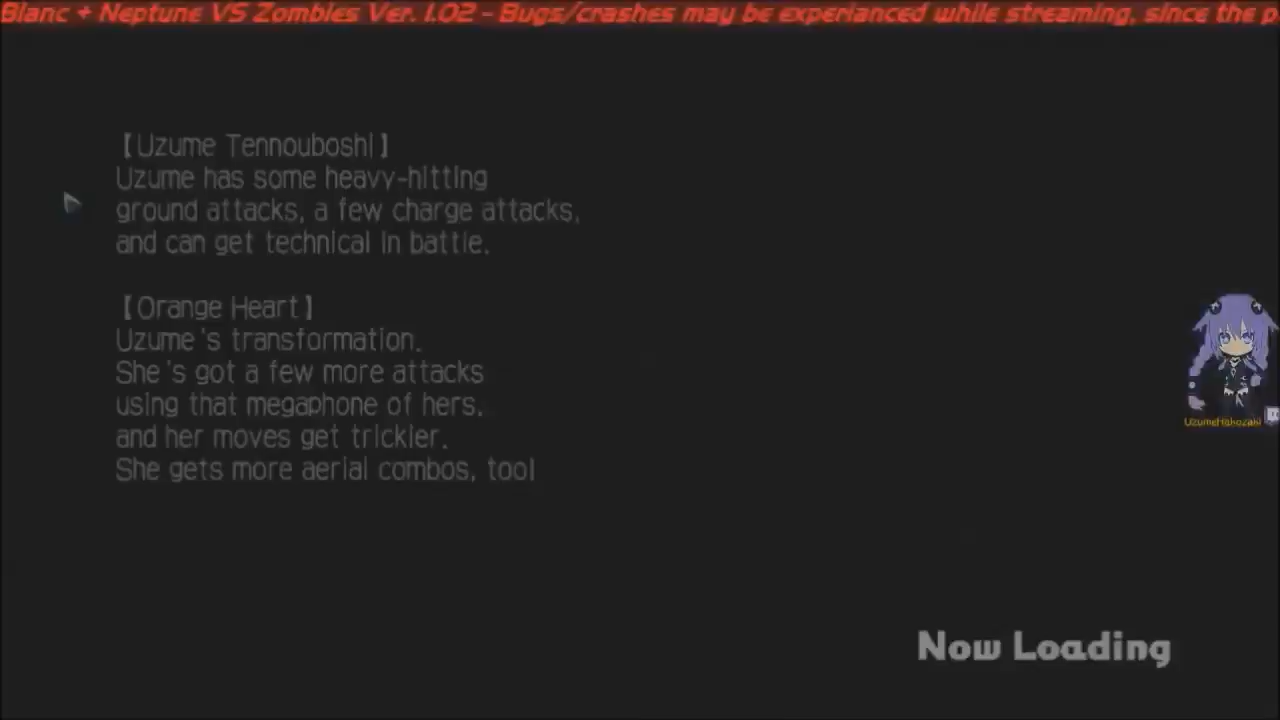 Blanc + Neptune VS Zombies Ver. 1.02 - Bugs/crashes may be experianced while streaming, since the p
【Uzume Tennouboshi】
Uzume has some heavy-hitting
ground attacks, a few charge attacks,
and can get technical in battle.
【Orange Heart】
Uzume's transformation.
She's got a few more attacks
using that megaphone of hers,
and her moves get trickier.
She gets more aerial combos, too!
UzumeHakozaki
Now Loading